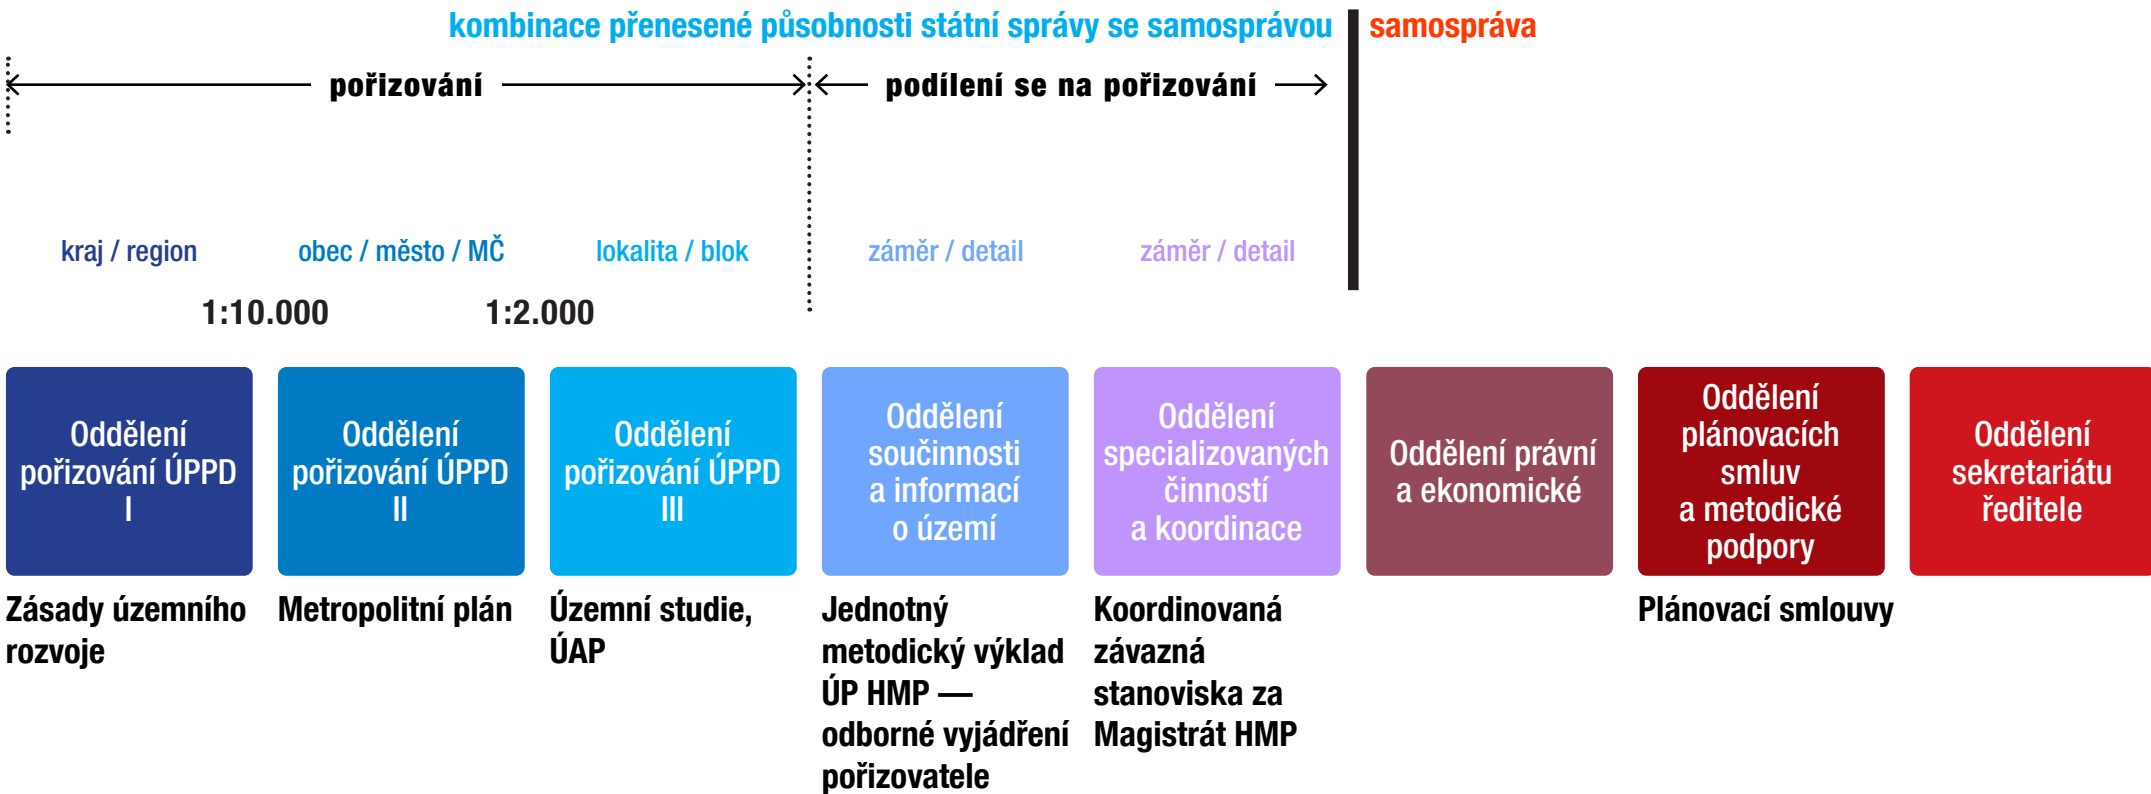 kombinace přenesené působnosti státní správy se samosprávou
samospráva
pořizování
podílení se na pořizování
kraj / region
obec / město / MČ
lokalita / blok
záměr / detail
záměr / detail
1:10.000
1:2.000
Oddělení
pořizování ÚPPD
I
Oddělení
pořizování ÚPPD
II
Oddělení
pořizování ÚPPD
III
Oddělení
součinnosti
a informací
o území
Oddělení
specializovaných
činností
a koordinace
Oddělení právní
a ekonomické
Oddělení
plánovacích
smluv
a metodické
podpory
Oddělení
sekretariátu
ředitele
Zásady územního
rozvoje
Metropolitní plán
Územní studie,
ÚAP
Jednotný
metodický výklad
ÚP HMP —
odborné vyjádření
pořizovatele
Koordinovaná
závazná
stanoviska za
Magistrát HMP
Plánovací smlouvy